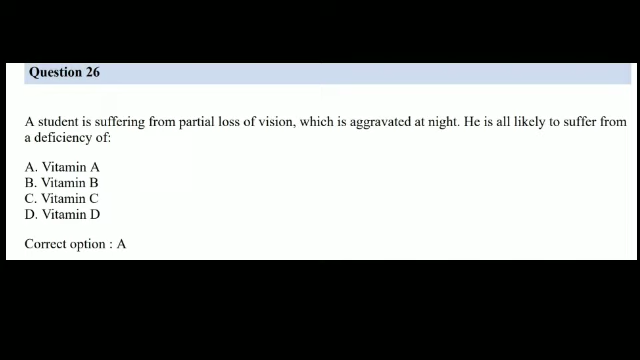 Question 26
A student is suffering from partial loss of vision, which is aggravated at night. He is all likely to suffer from
a deficiency of:
A. Vitamin A
B. Vitamin B
C. Vitamin C
D. Vitamin D
Correct option : A